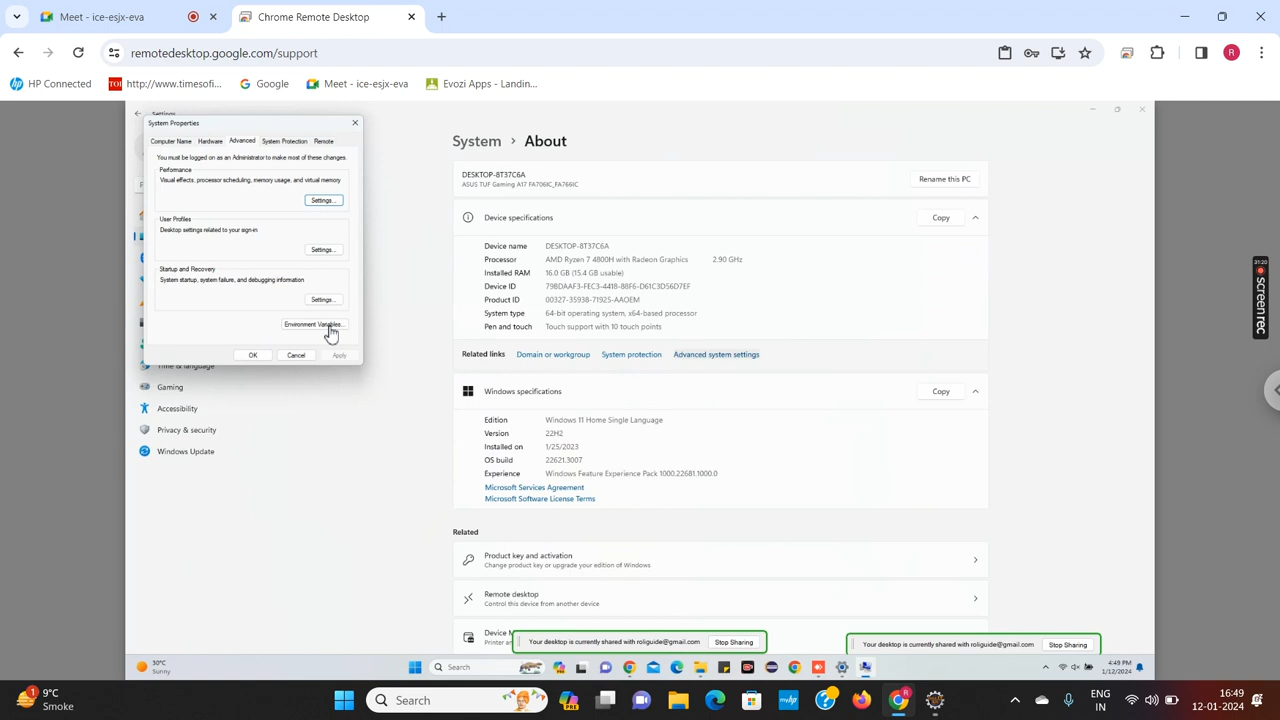 Meet - ice-esjx-eva
Chrome Remote Desktop
remotedesktop.google.com/support
R
HP Connected
http://www.timesofi...
Google
Meet - ice-esjx-eva
Evozi Apps - Landin...
System Properties
Computer Name Hardware Advanced System Protection Remote
You must be logged on as an Administrator to make most of these changes.
Performance
Visual effects, processor scheduling, memory usage, and virtual memory
Settings...
User Profiles
Desktop settings related to your sign-in
Settings...
Startup and Recovery
System startup, system failure, and debugging information
Settings...
Environment Variables...
OK Cancel Apply
Gaming
Accessibility
Privacy & security
Windows Update
System > About
DESKTOP-8T37C6A
ASUS TUF Gaming A17 FA706IC_FA766IC
Rename this PC
Device specifications
Copy
Device name DESKTOP-8T37C6A
Processor AMD Ryzen 7 4800H with Radeon Graphics 2.90 GHz
Installed RAM 16.0 GB (15.4 GB usable)
Device ID 79BDAAF3-FEC3-4418-88F6-D61C3D56D7EF
Product ID 00327-35938-71925-AAOEM
System type 64-bit operating system, x64-based processor
Pen and touch Touch support with 10 touch points
Related links Domain or workgroup System protection Advanced system settings
Windows specifications
Copy
Edition Windows 11 Home Single Language
Version 22H2
Installed on 1/25/2023
OS build 22621.3007
Experience Windows Feature Experience Pack 1000.22681.1000.0
Microsoft Services Agreement
Microsoft Software License Terms
Related
Product key and activation
Change product key or upgrade your edition of Windows
Remote desktop
Control this device from another device
Your desktop is currently shared with roliguide@gmail.com Stop Sharing
Your desktop is currently shared with roliguide@gmail.com Stop Sharing
31:20
screenrec
30°C
Sunny
Search
4:49 PM
1/12/2024
1
9°C
Smoke
Search
ENG
IN
16:49
12-01-2024